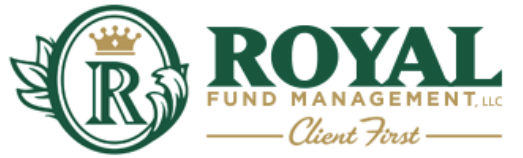 R
ROYAL
FUND MANAGEMENT, LLC
Client First